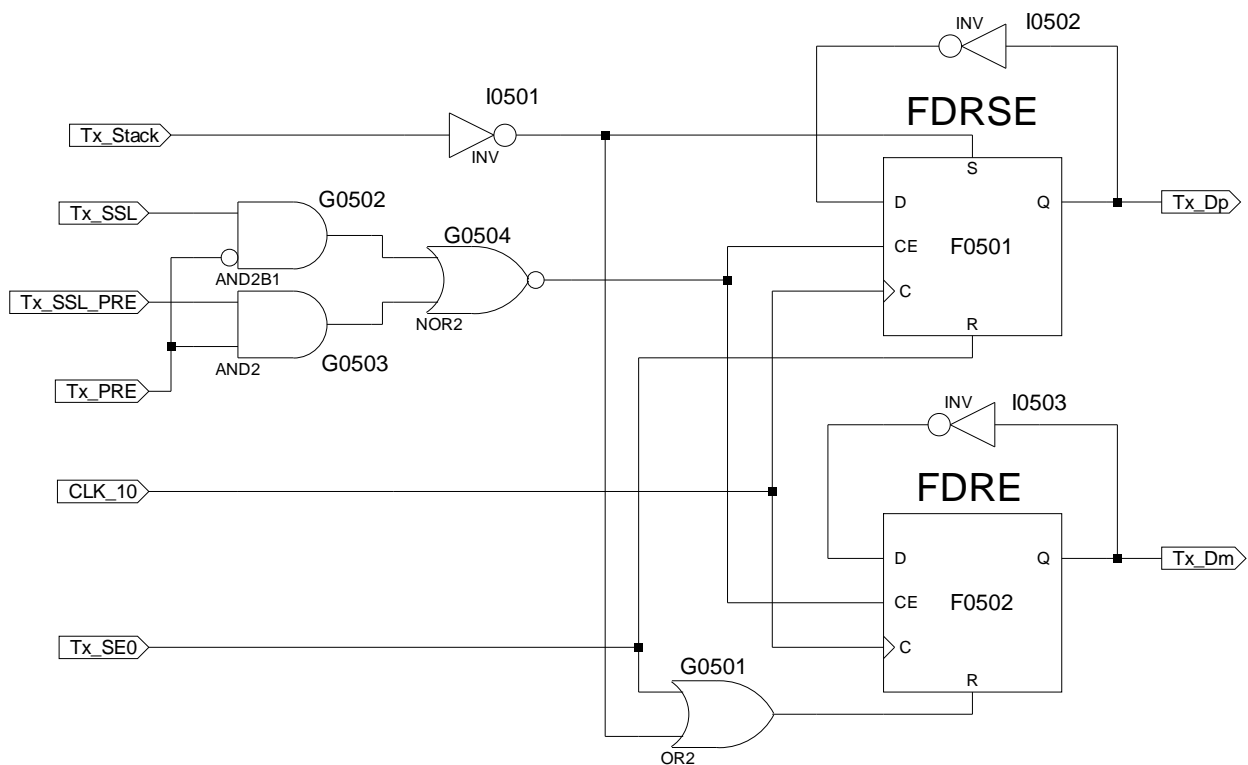 INV
I0502
I0501
FDRSE
Tx_Stack
INV
S
G0502
Tx_SSL
D
Q
Tx_Dp
G0504
CE
F0501
AND2B1
Tx_SSL_PRE
C
NOR2
R
AND2
G0503
Tx_PRE
INV
I0503
CLK_10
FDRE
D
Q
Tx_Dm
CE
F0502
Tx_SE0
C
G0501
R
OR2